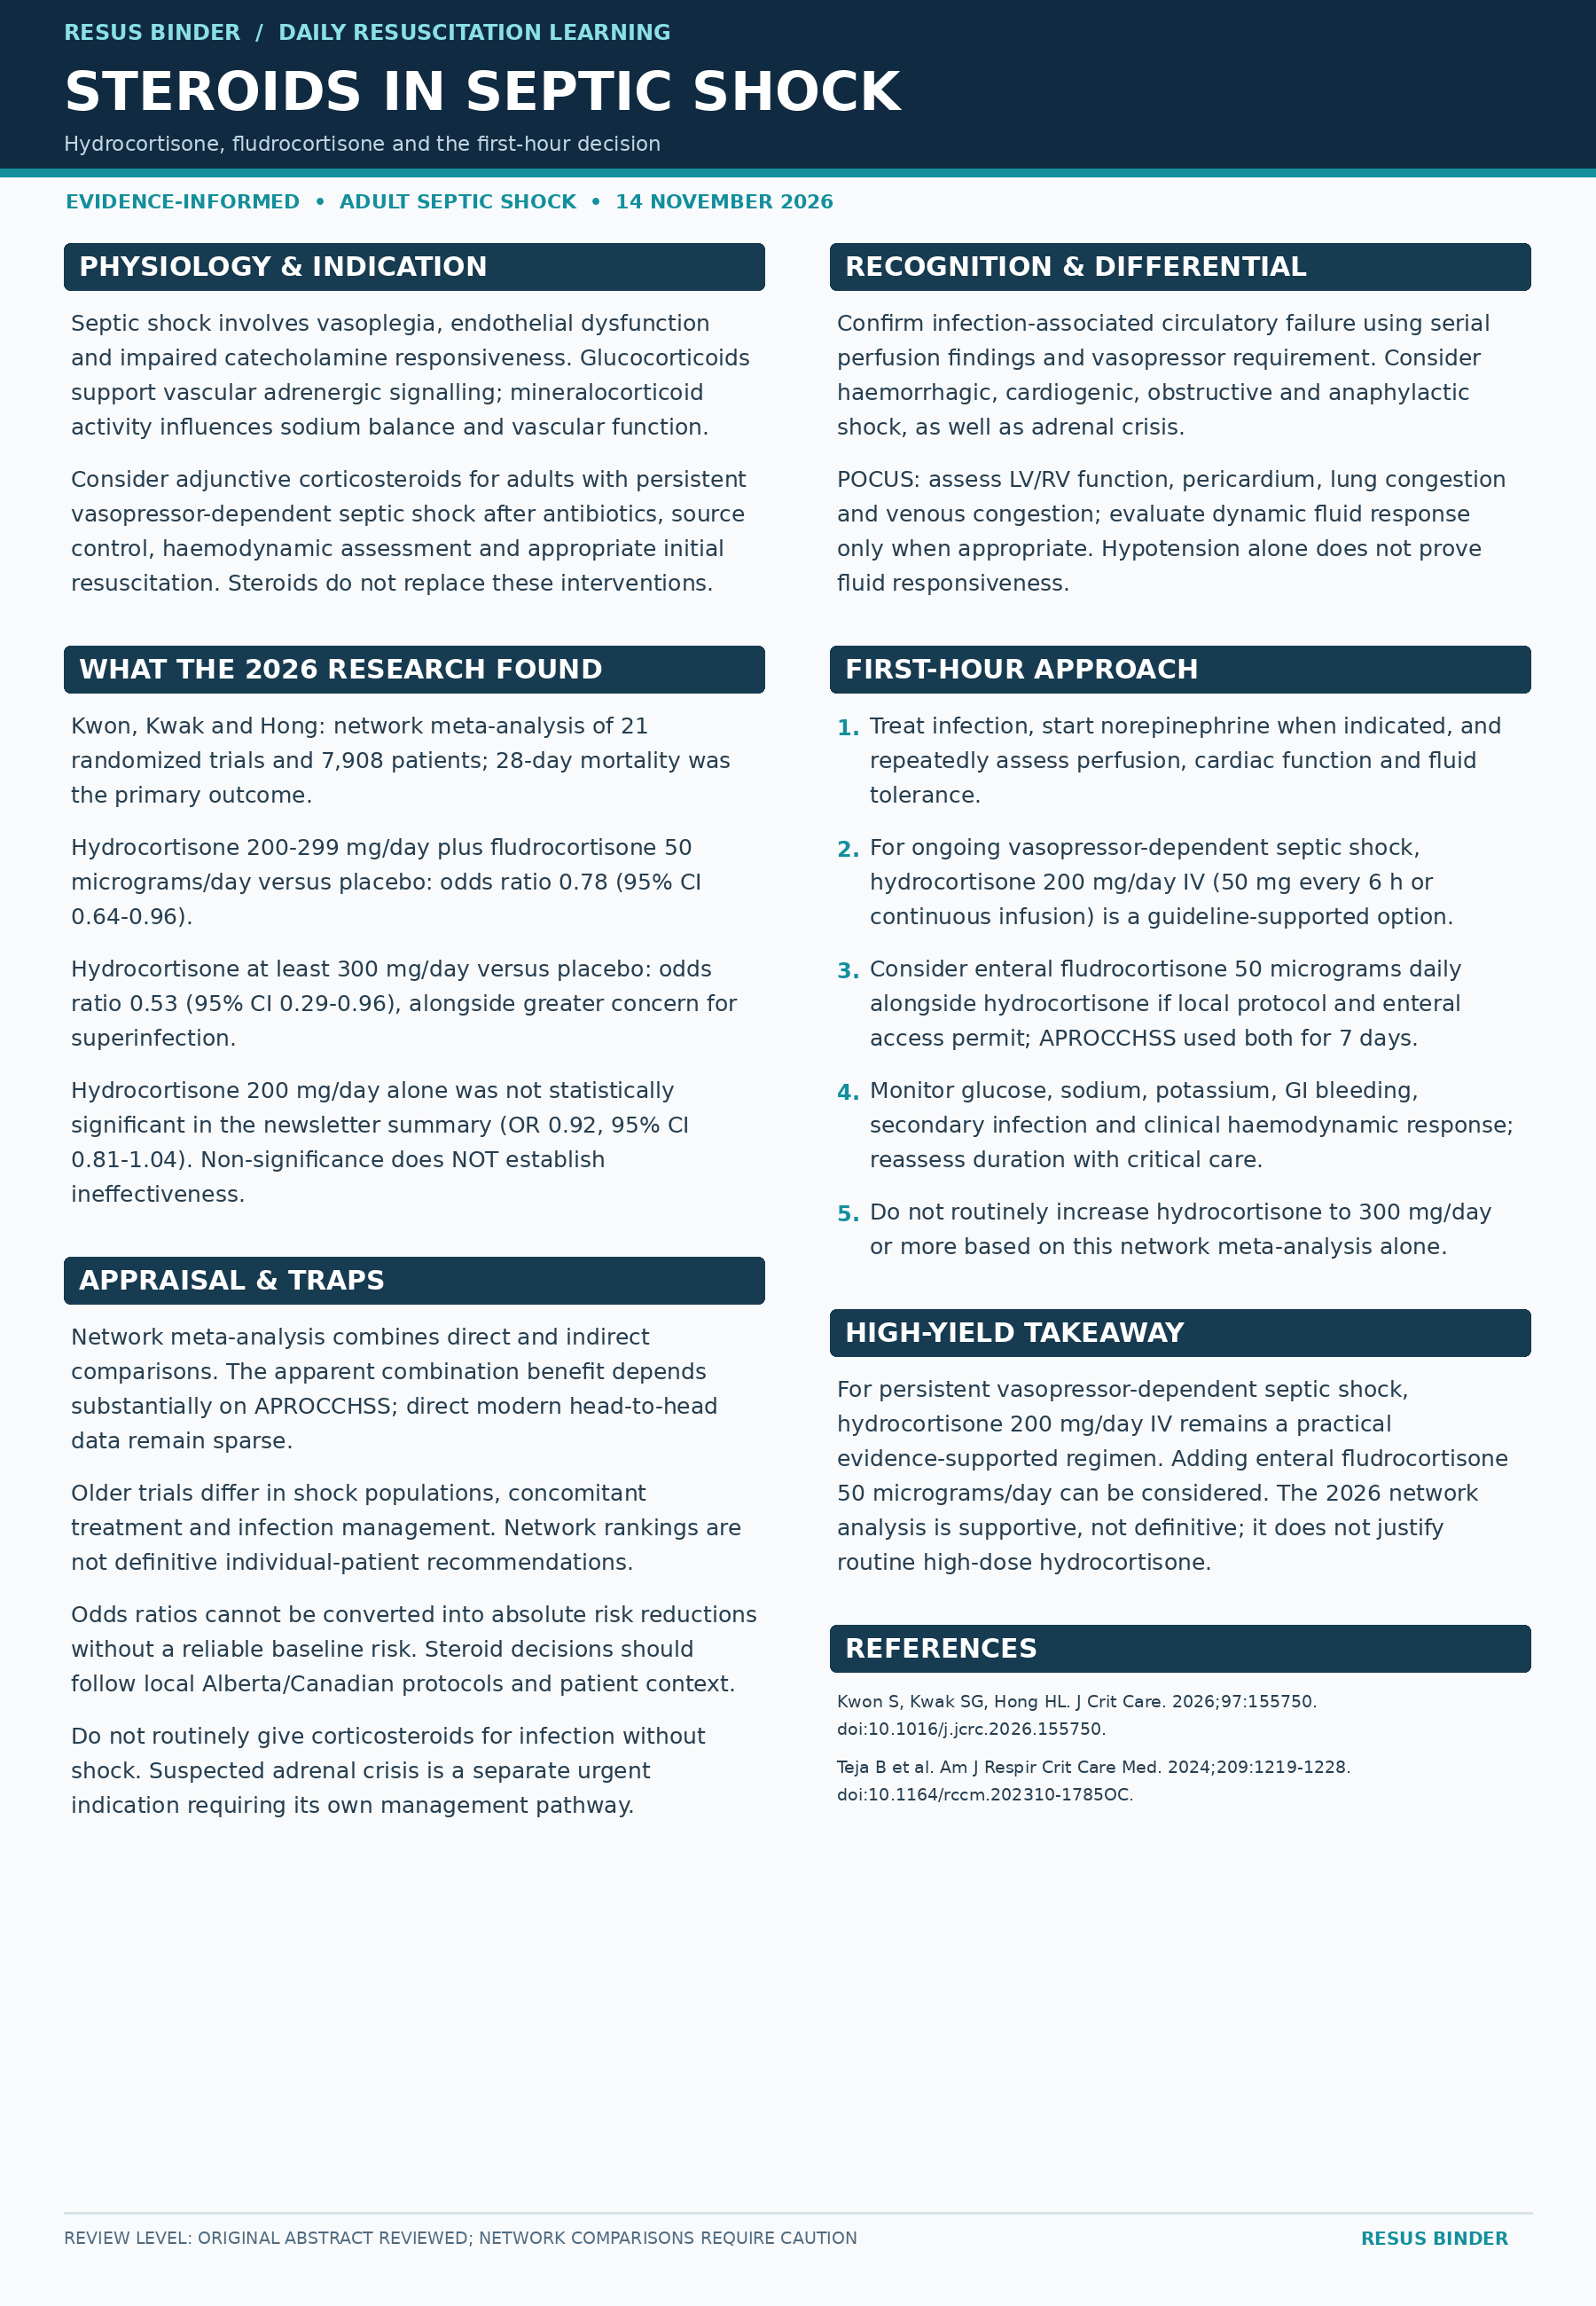 RESUS BINDER / DAILY RESUSCITATION LEARNING
STEROIDS IN SEPTIC SHOCK
Hydrocortisone, fludrocortisone and the first-hour decision
EVIDENCE-INFORMED • ADULT SEPTIC SHOCK • 14 NOVEMBER 2026
PHYSIOLOGY & INDICATION
Septic shock involves vasoplegia, endothelial dysfunction
and impaired catecholamine responsiveness. Glucocorticoids
support vascular adrenergic signalling; mineralocorticoid
activity influences sodium balance and vascular function.
Consider adjunctive corticosteroids for adults with persistent
vasopressor-dependent septic shock after antibiotics, source
control, haemodynamic assessment and appropriate initial
resuscitation. Steroids do not replace these interventions.
WHAT THE 2026 RESEARCH FOUND
Kwon, Kwak and Hong: network meta-analysis of 21
randomized trials and 7,908 patients; 28-day mortality was
the primary outcome.
Hydrocortisone 200-299 mg/day plus fludrocortisone 50
micrograms/day versus placebo: odds ratio 0.78 (95% CI
0.64-0.96).
Hydrocortisone at least 300 mg/day versus placebo: odds
ratio 0.53 (95% CI 0.29-0.96), alongside greater concern for
superinfection.
Hydrocortisone 200 mg/day alone was not statistically
significant in the newsletter summary (OR 0.92, 95% CI
0.81-1.04). Non-significance does NOT establish
ineffectiveness.
APPRAISAL & TRAPS
Network meta-analysis combines direct and indirect
comparisons. The apparent combination benefit depends
substantially on APROCCHSS; direct modern head-to-head
data remain sparse.
Older trials differ in shock populations, concomitant
treatment and infection management. Network rankings are
not definitive individual-patient recommendations.
Odds ratios cannot be converted into absolute risk reductions
without a reliable baseline risk. Steroid decisions should
follow local Alberta/Canadian protocols and patient context.
Do not routinely give corticosteroids for infection without
shock. Suspected adrenal crisis is a separate urgent
indication requiring its own management pathway.
RECOGNITION & DIFFERENTIAL
Confirm infection-associated circulatory failure using serial
perfusion findings and vasopressor requirement. Consider
haemorrhagic, cardiogenic, obstructive and anaphylactic
shock, as well as adrenal crisis.
POCUS: assess LV/RV function, pericardium, lung congestion
and venous congestion; evaluate dynamic fluid response
only when appropriate. Hypotension alone does not prove
fluid responsiveness.
FIRST-HOUR APPROACH
1. Treat infection, start norepinephrine when indicated, and
repeatedly assess perfusion, cardiac function and fluid
tolerance.
2. For ongoing vasopressor-dependent septic shock,
hydrocortisone 200 mg/day IV (50 mg every 6 h or
continuous infusion) is a guideline-supported option.
3. Consider enteral fludrocortisone 50 micrograms daily
alongside hydrocortisone if local protocol and enteral
access permit; APROCCHSS used both for 7 days.
4. Monitor glucose, sodium, potassium, GI bleeding,
secondary infection and clinical haemodynamic response;
reassess duration with critical care.
5. Do not routinely increase hydrocortisone to 300 mg/day
or more based on this network meta-analysis alone.
HIGH-YIELD TAKEAWAY
For persistent vasopressor-dependent septic shock,
hydrocortisone 200 mg/day IV remains a practical
evidence-supported regimen. Adding enteral fludrocortisone
50 micrograms/day can be considered. The 2026 network
analysis is supportive, not definitive; it does not justify
routine high-dose hydrocortisone.
REFERENCES
Kwon S, Kwak SG, Hong HL. J Crit Care. 2026;97:155750.
doi:10.1016/j.jcrc.2026.155750.
Teja B et al. Am J Respir Crit Care Med. 2024;209:1219-1228.
doi:10.1164/rccm.202310-1785OC.
REVIEW LEVEL: ORIGINAL ABSTRACT REVIEWED; NETWORK COMPARISONS REQUIRE CAUTION
RESUS BINDER